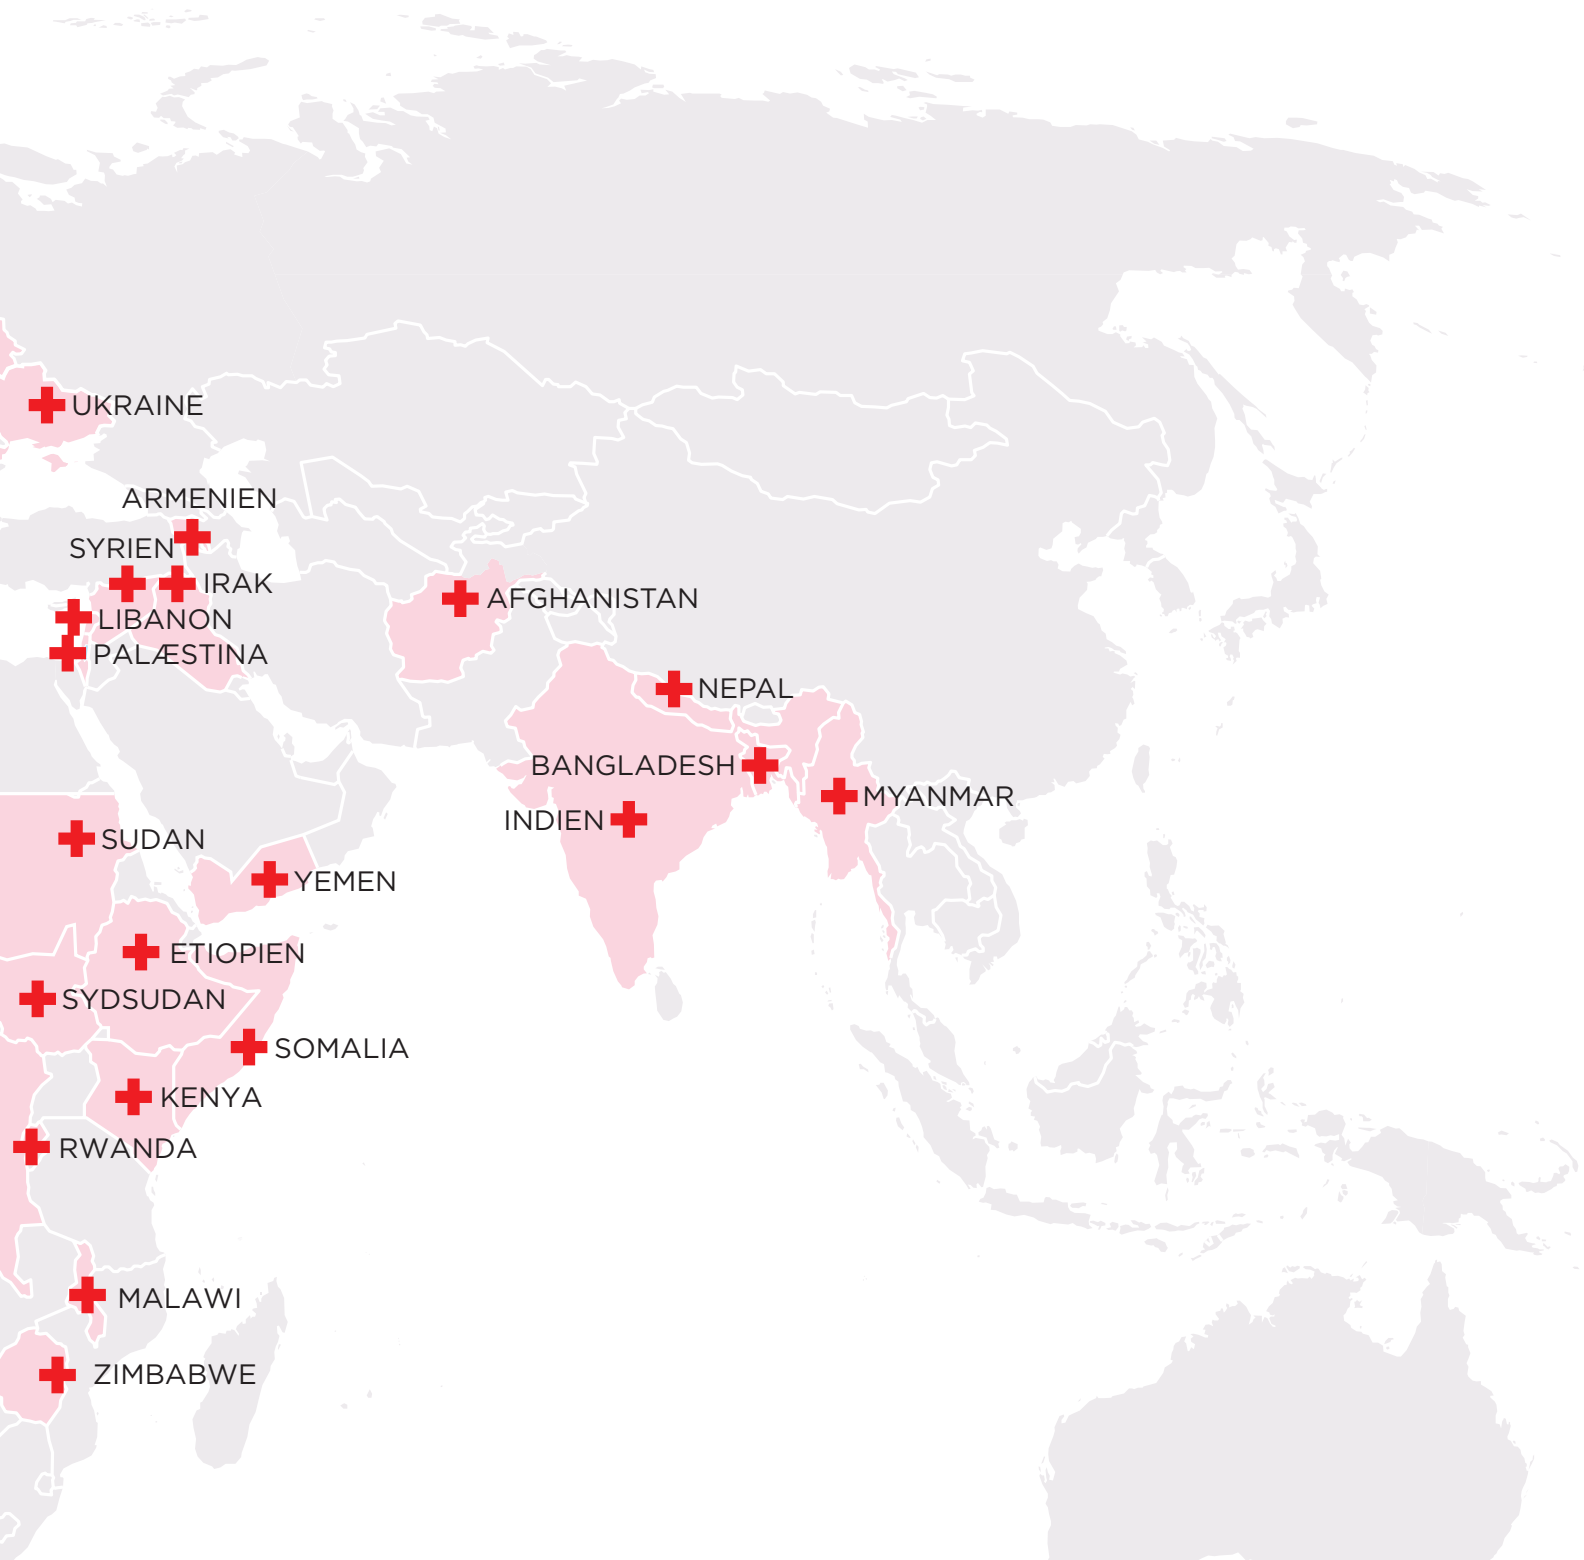 UKRAINE
ARMENIEN
SYRIEN
IRAK
AFGHANISTAN
LIBANON
PALÆSTINA
NEPAL
BANGLADESH
MYANMAR
INDIEN
SUDAN
YEMEN
ETIOPIEN
SYDSUDAN
SOMALIA
KENYA
RWANDA
MALAWI
ZIMBABWE